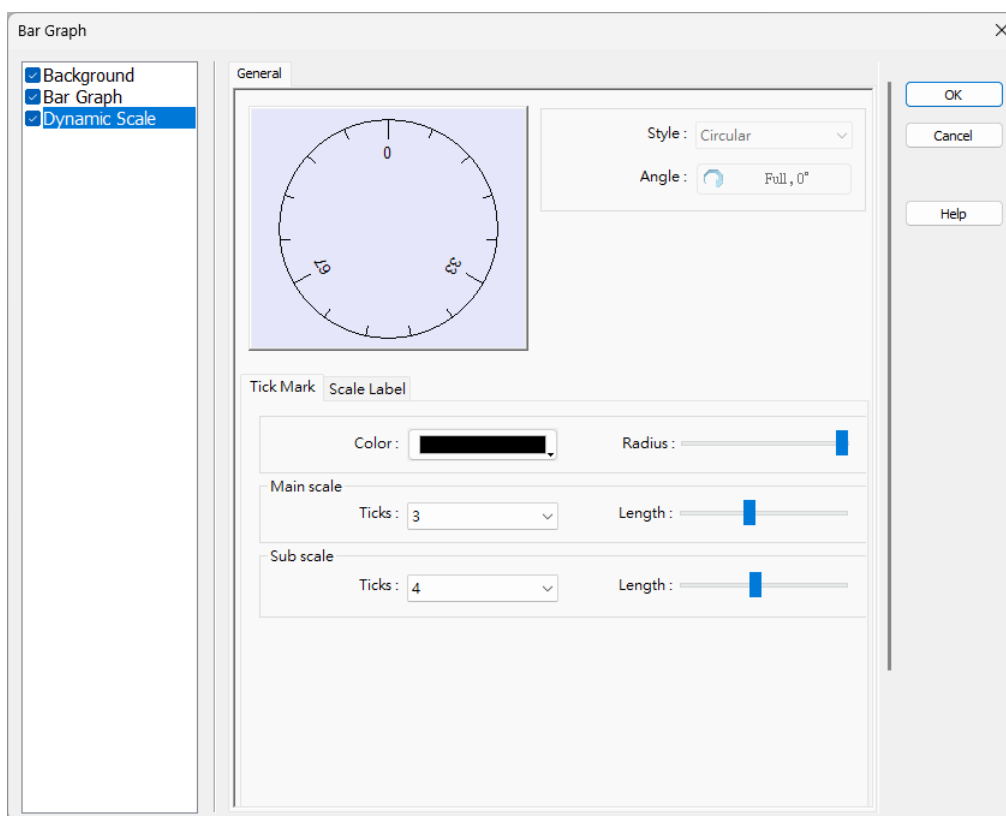 Bar Graph
Background
Bar Graph
Dynamic Scale
General
0
33
67
Style :
Circular
Angle :
Full,0°
OK
Cancel
Help
Tick Mark
Scale Label
Color :
Radius :
Main scale
Ticks :
3
Length :
Sub scale
Ticks :
4
Length :